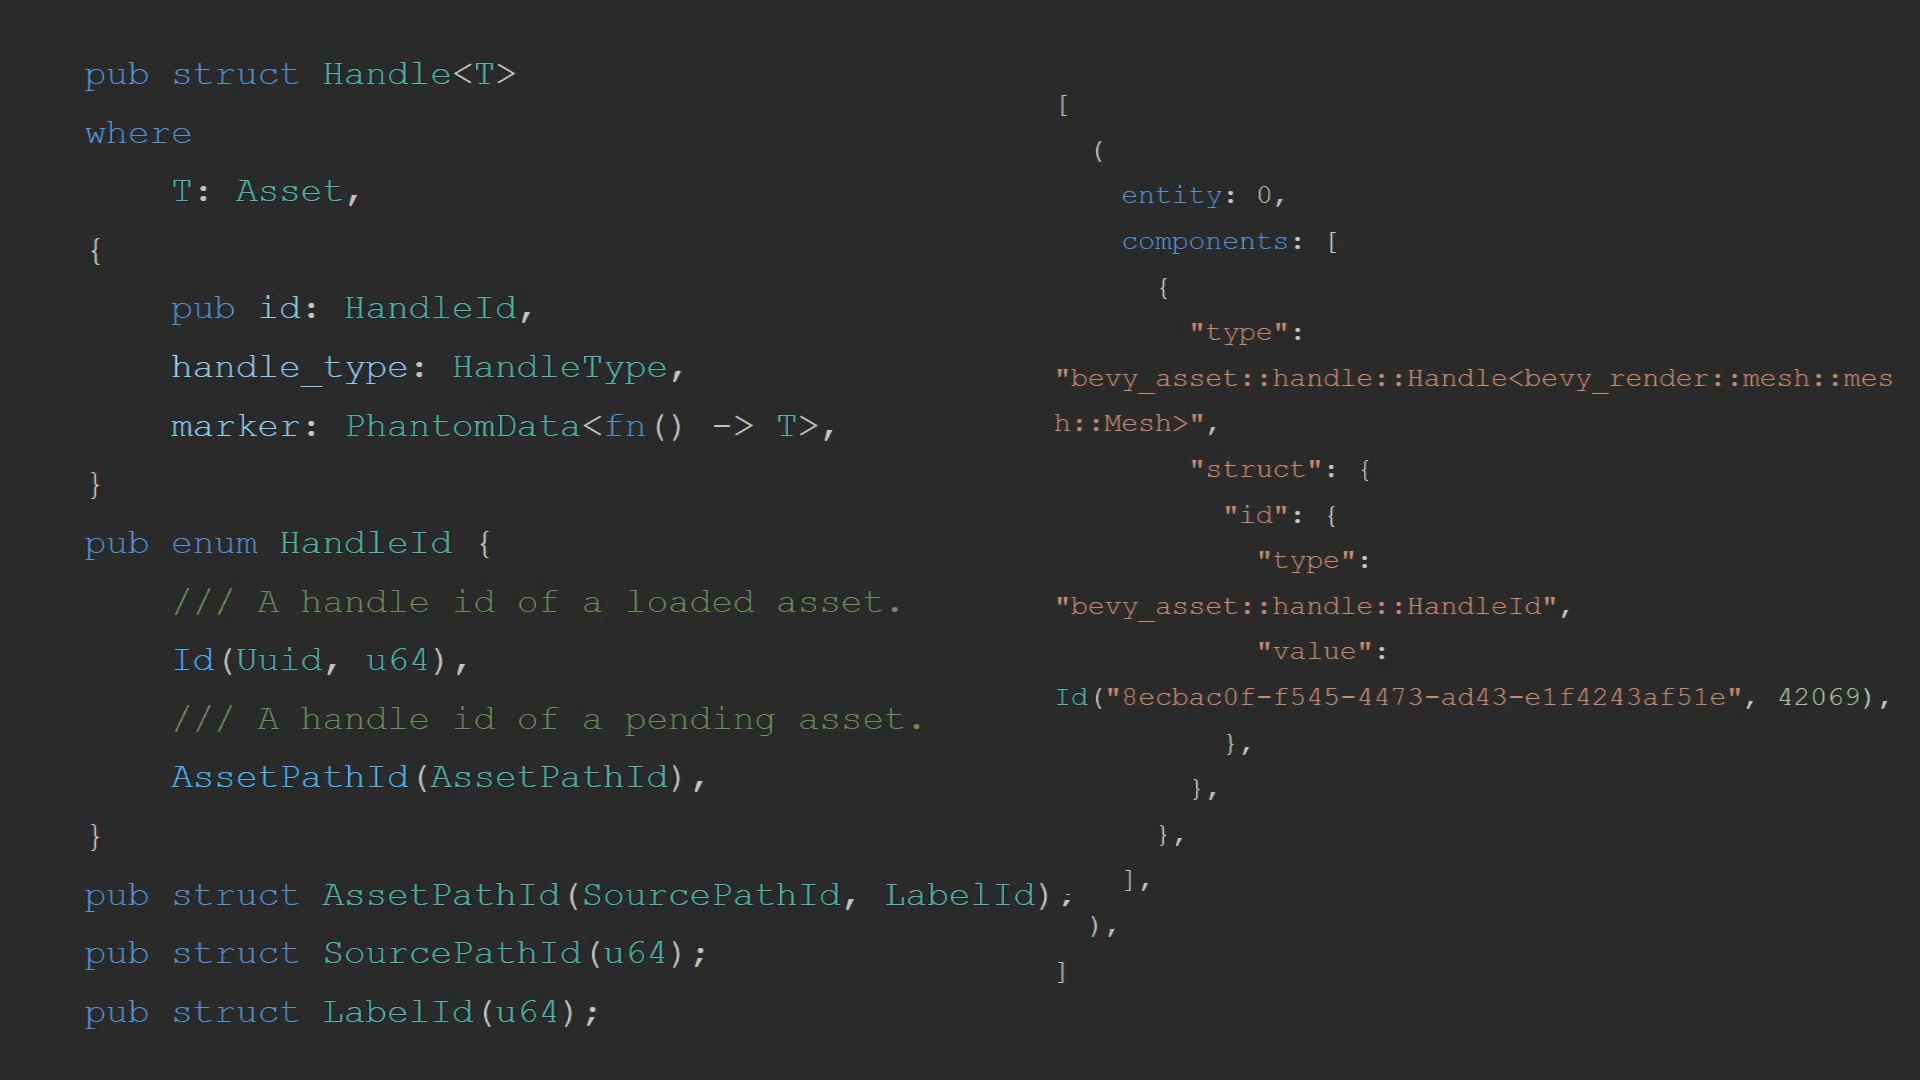 pub struct Handle<T>
where
    T: Asset,
{
    pub id: HandleId,
    handle_type: HandleType,
    marker: PhantomData<fn() -> T>,
}
pub enum HandleId {
    /// A handle id of a loaded asset.
    Id(Uuid, u64),
    /// A handle id of a pending asset.
    AssetPathId(AssetPathId),
}
pub struct AssetPathId(SourcePathId, LabelId);
pub struct SourcePathId(u64);
pub struct LabelId(u64);
[
  (
    entity: 0,
    components: [
      {
        "type":
"bevy_asset::handle::Handle<bevy_render::mesh::mes
h::Mesh>",
        "struct": {
          "id": {
            "type":
"bevy_asset::handle::HandleId",
            "value":
Id("8ecbac0f-f545-4473-ad43-e1f4243af51e", 42069),
          },
        },
      },
    ],
  ),
]